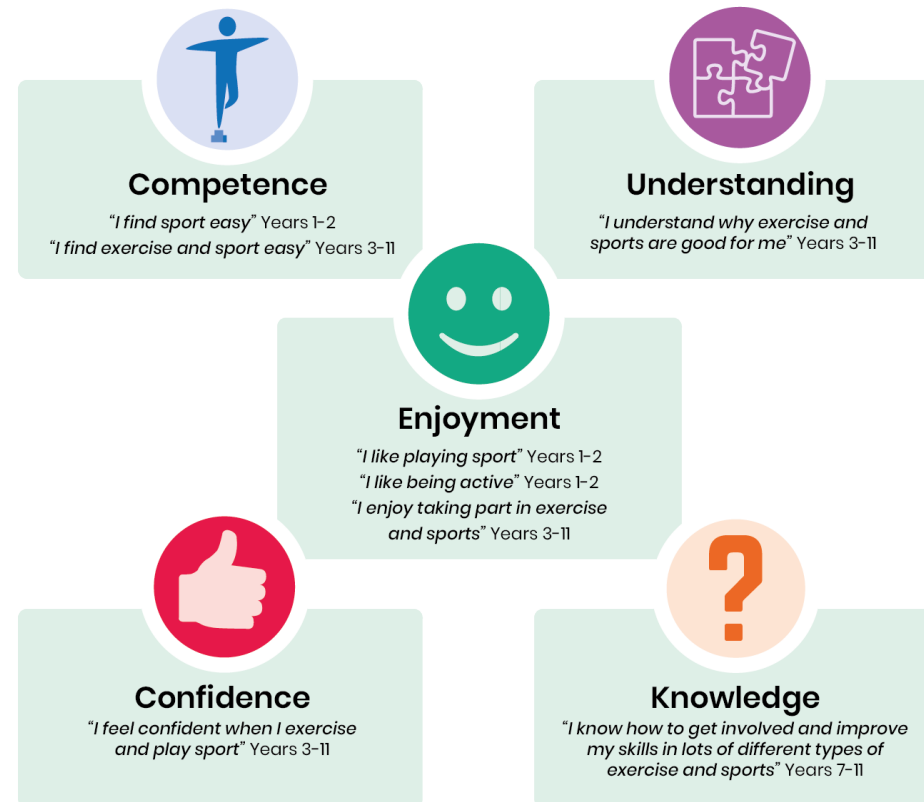 Competence
“I find sport easy” Years 1-2
“I find exercise and sport easy” Years 3-11
Understanding
“I understand why exercise and
sports are good for me” Years 3-11
Enjoyment
“I like playing sport” Years 1-2
“I like being active” Years 1-2
“I enjoy taking part in exercise
and sports” Years 3-11
Confidence
“I feel confident when I exercise
and play sport” Years 3-11
Knowledge
“I know how to get involved and improve
my skills in lots of different types of
exercise and sports” Years 7-11